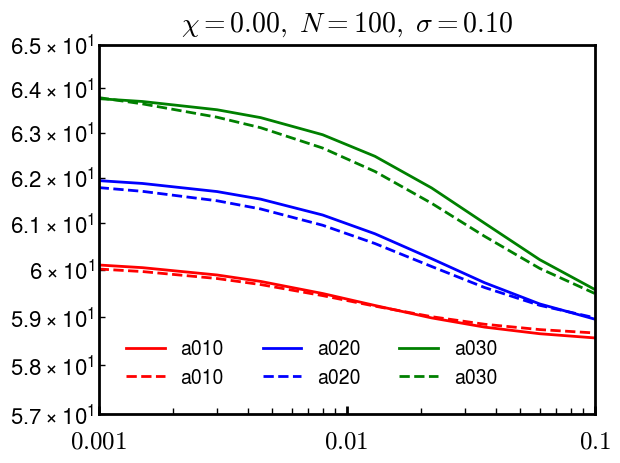 χ = 0.00, N = 100, σ = 0.10
6.5 × 10¹
6.4 × 10¹
6.3 × 10¹
6.2 × 10¹
6.1 × 10¹
6 × 10¹
5.9 × 10¹
5.8 × 10¹
5.7 × 10¹
a010 a020 a030
a010 a020 a030
0.001 0.01 0.1